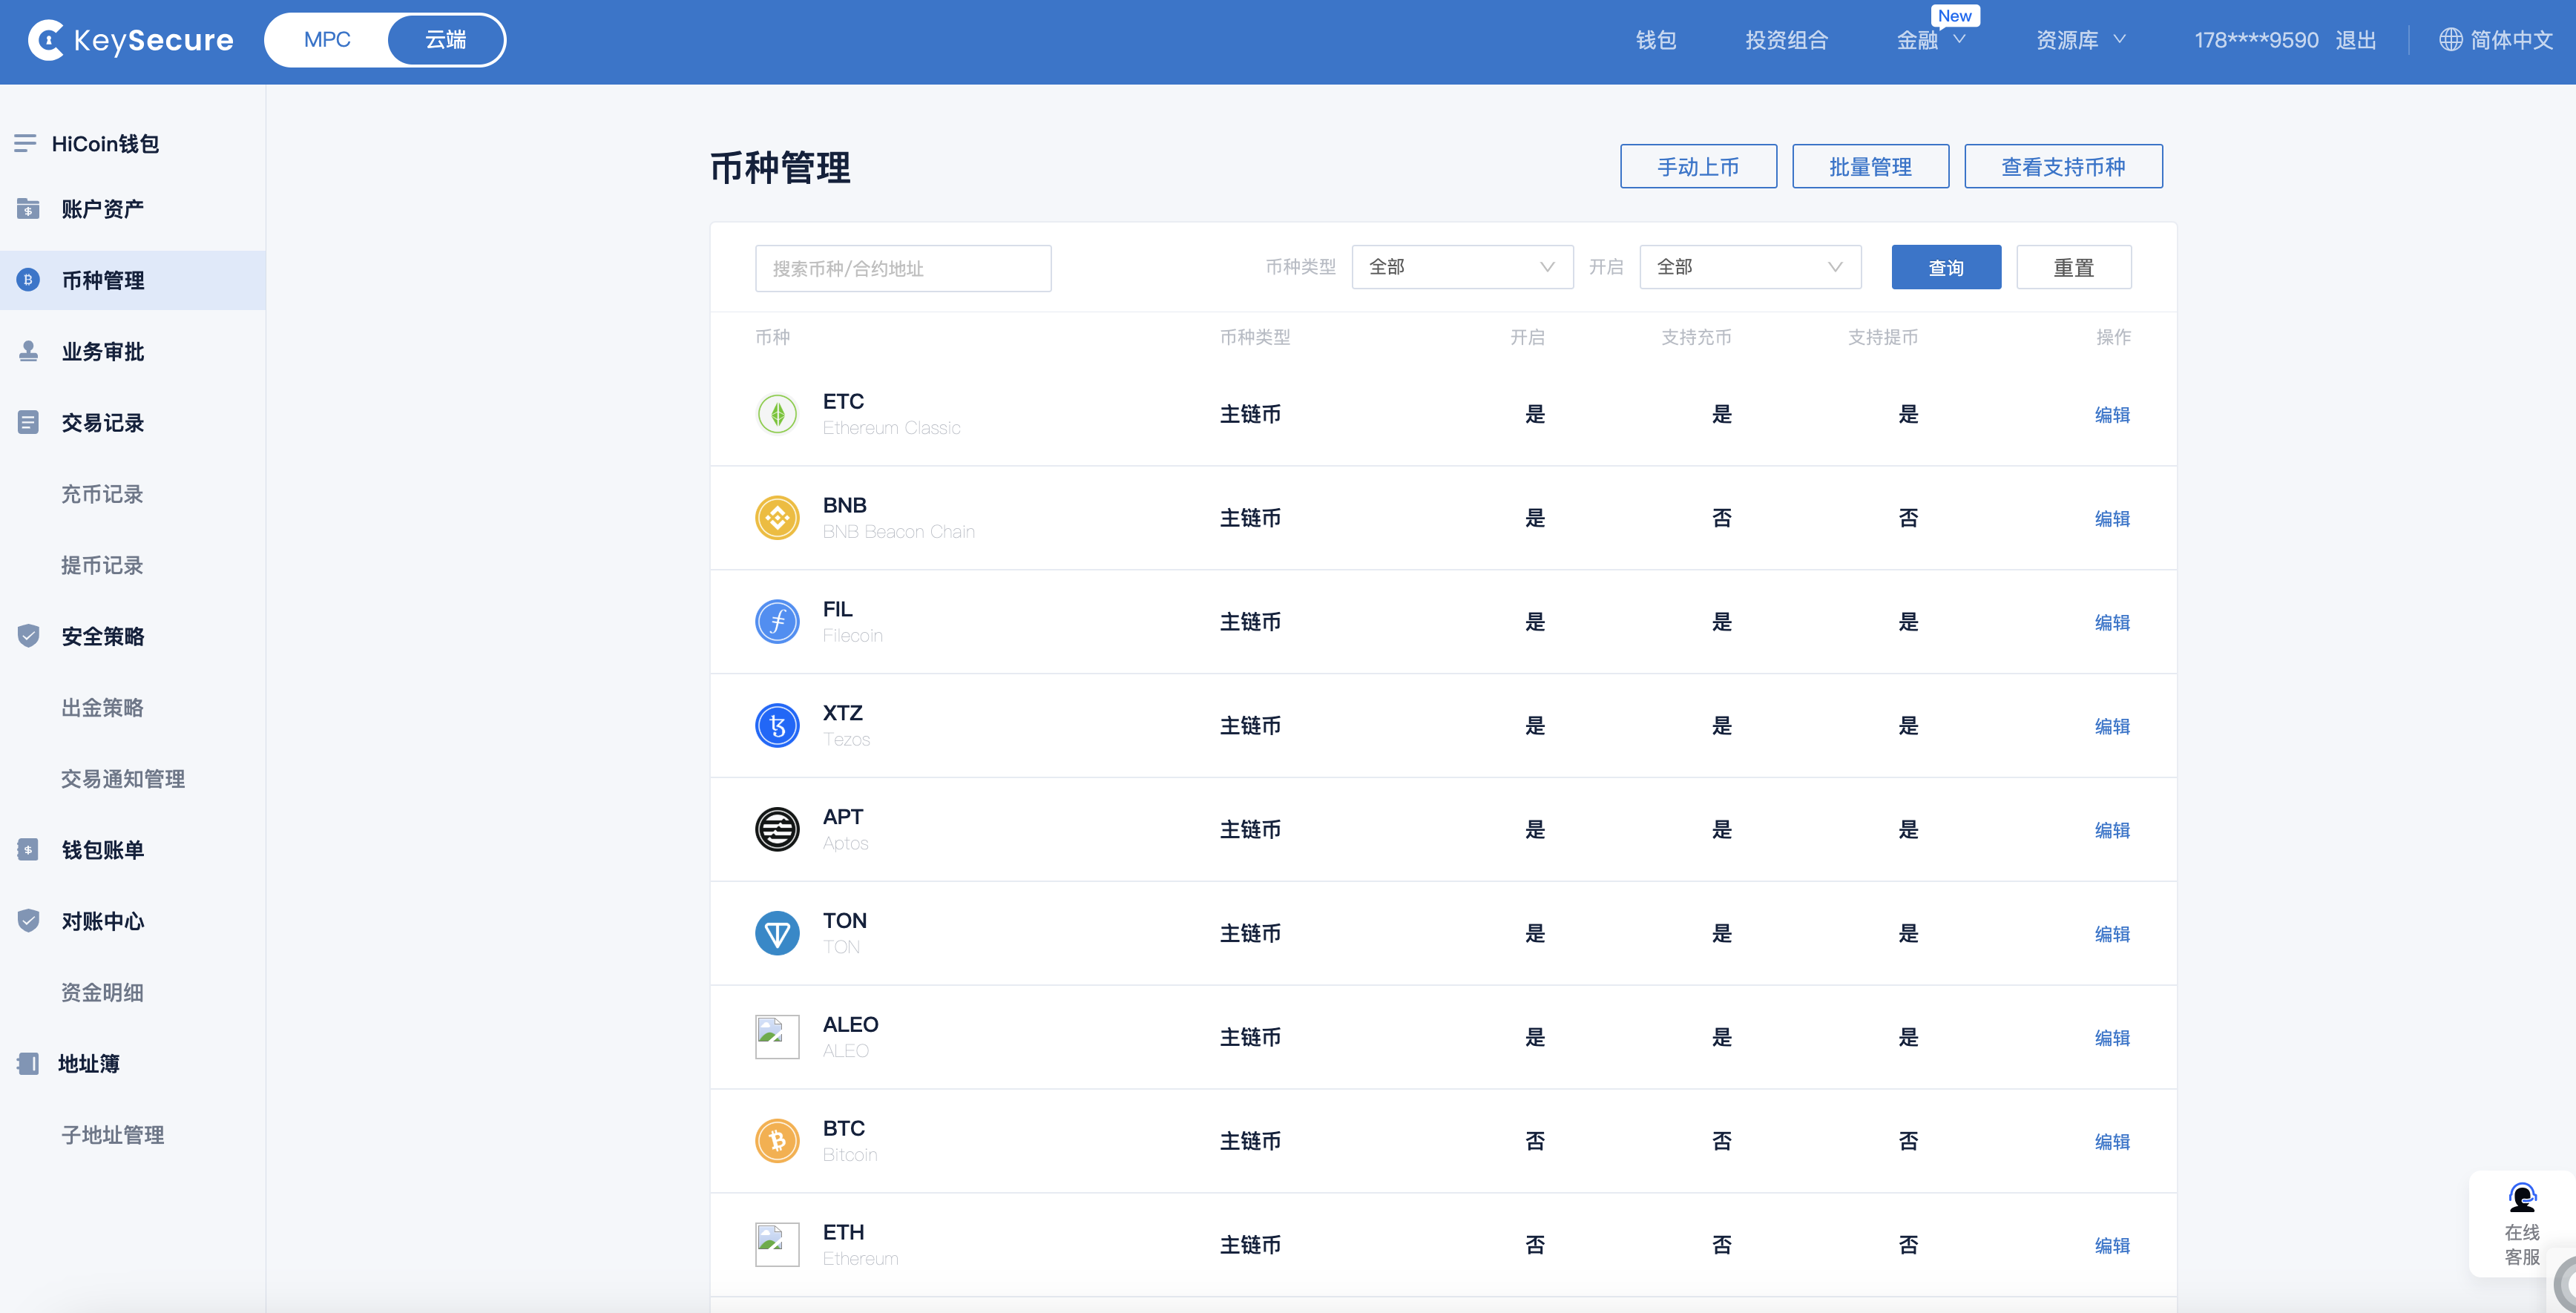 KeySecure MPC 云端 钱包 投资组合 金融 New 资源库 178****9590 退出 简体中文
HiCoin钱包
账户资产
币种管理
业务审批
交易记录
充币记录
提币记录
安全策略
出金策略
交易通知管理
钱包账单
对账中心
资金明细
地址簿
子地址管理
币种管理 手动上币 批量管理 查看支持币种
搜索币种/合约地址 币种类型 全部 开启 全部 查询 重置
币种 币种类型 开启 支持充币 支持提币 操作
ETC 主链币 是 是 是 编辑
Ethereum Classic
BNB 主链币 是 否 否 编辑
BNB Beacon Chain
FIL 主链币 是 是 是 编辑
Filecoin
XTZ 主链币 是 是 是 编辑
Tezos
APT 主链币 是 是 是 编辑
Aptos
TON 主链币 是 是 是 编辑
TON
ALEO 主链币 是 是 是 编辑
ALEO
BTC 主链币 否 否 否 编辑
Bitcoin
ETH 主链币 否 否 否 编辑
Ethereum
在线
客服